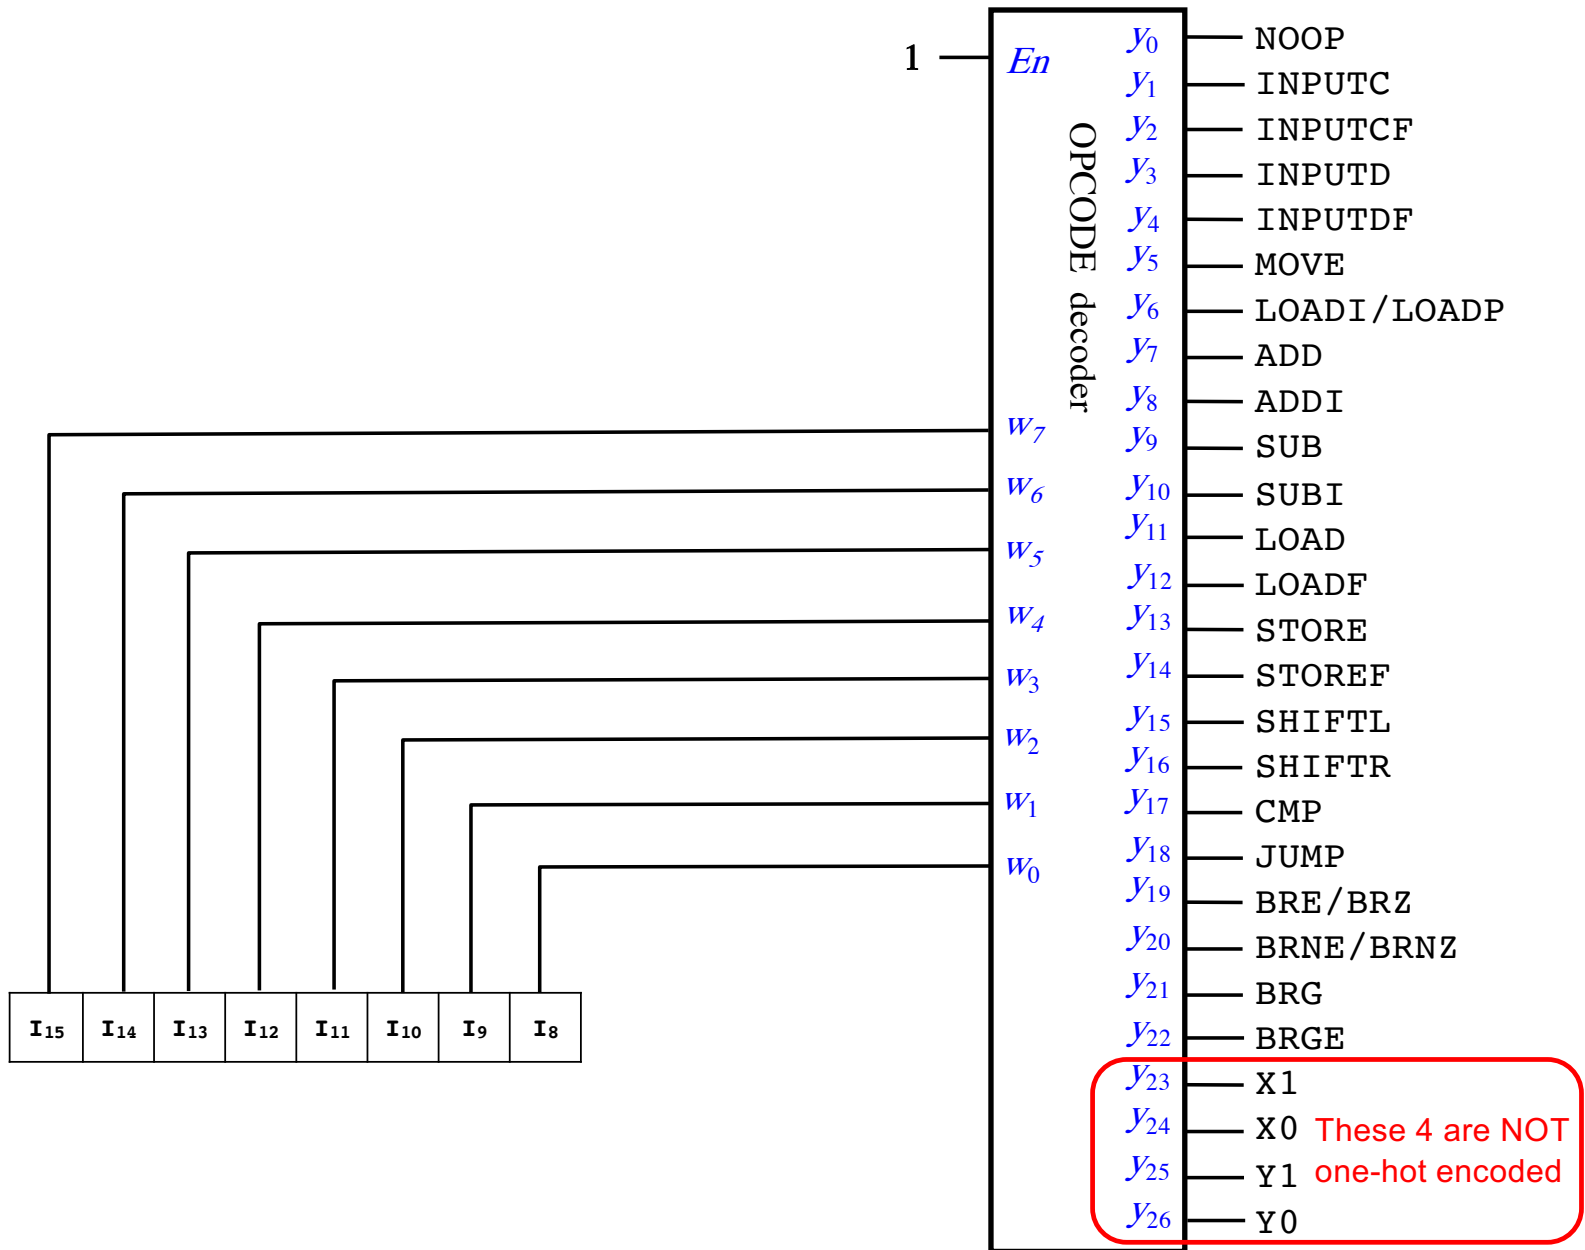 1
En
OPCODE decoder
w7
w6
w5
w4
w3
w2
w1
w0
I15 I14 I13 I12 I11 I10 I9 I8
y0 NOOP
y1 INPUTC
y2 INPUTCF
y3 INPUTD
y4 INPUTDF
y5 MOVE
y6 LOADI/LOADP
y7 ADD
y8 ADDI
y9 SUB
y10 SUBI
y11 LOAD
y12 LOADF
y13 STORE
y14 STOREF
y15 SHIFTL
y16 SHIFTR
y17 CMP
y18 JUMP
y19 BRE/BRZ
y20 BRNE/BRNZ
y21 BRG
y22 BRGE
y23 X1
y24 X0
y25 Y1
y26 Y0
These 4 are NOT
one-hot encoded